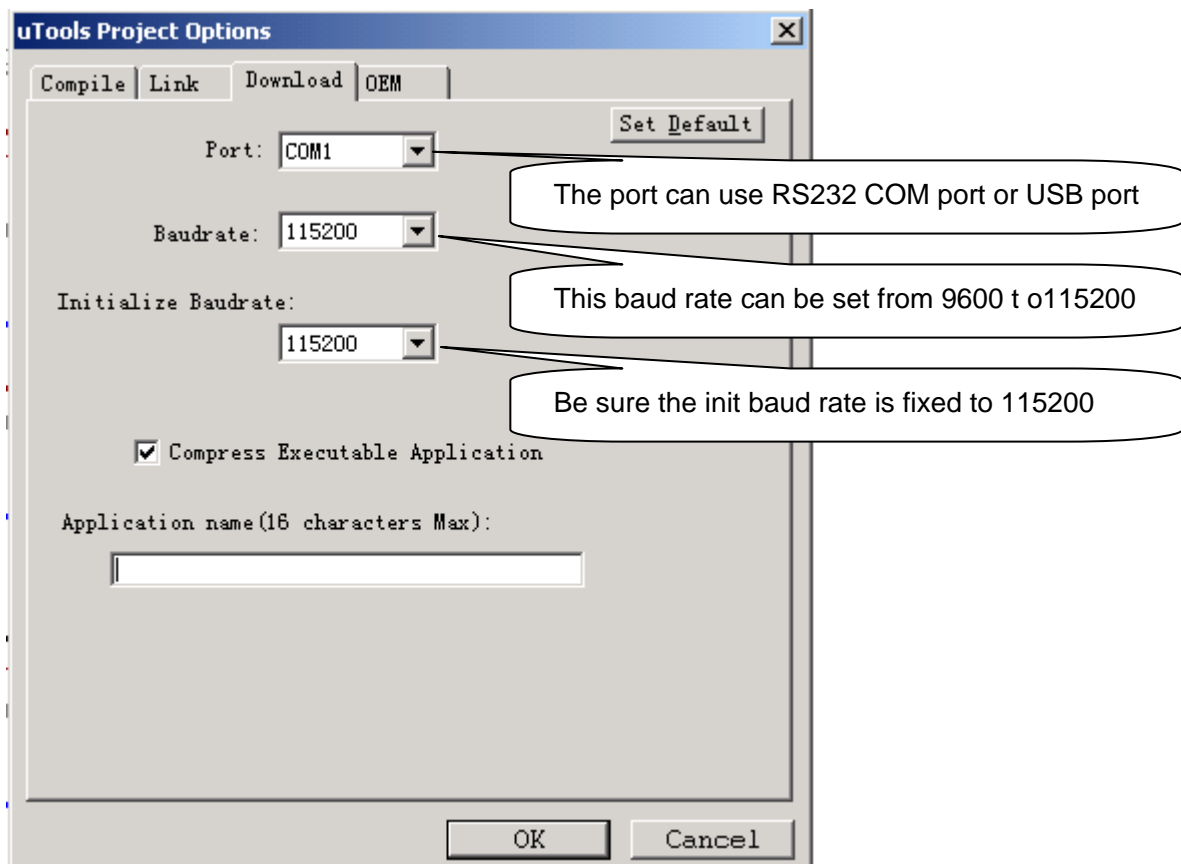 uTools Project Options
Compile Link Download OEM
Set Default
Port: COM1
The port can use RS232 COM port or USB port
Baudrate: 115200
This baud rate can be set from 9600 t o115200
Initialize Baudrate:
115200
Be sure the init baud rate is fixed to 115200
Compress Executable Application
Application name(16 characters Max):
OK Cancel